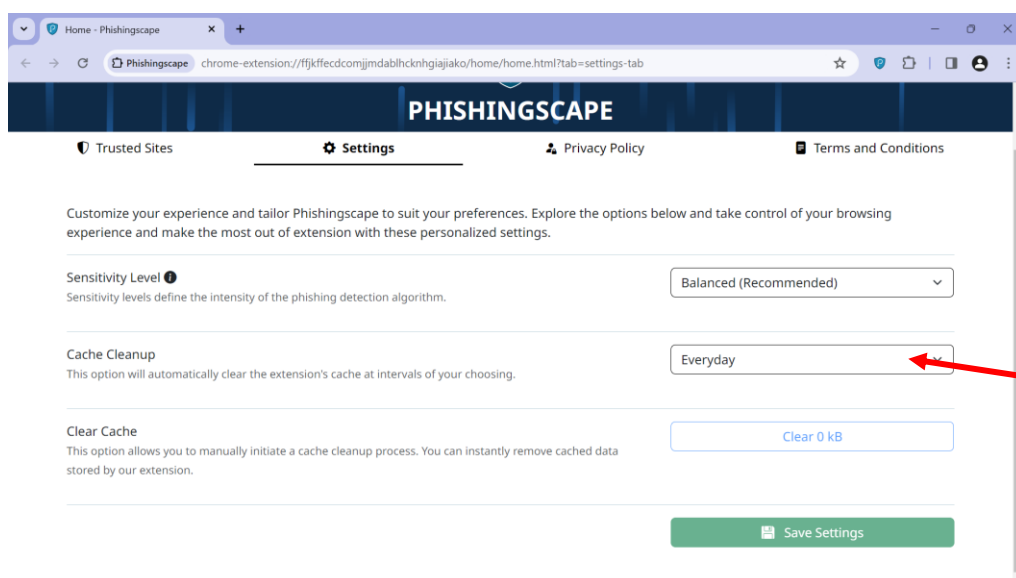 Home - Phishingscape
Phishingscape chrome-extension://ffjkffecdcomjjmdablhcknhgiajiako/home/home.html?tab=settings-tab
PHISHINGSCAPE
Trusted Sites Settings Privacy Policy Terms and Conditions
Customize your experience and tailor Phishingscape to suit your preferences. Explore the options below and take control of your browsing
experience and make the most out of extension with these personalized settings.
Sensitivity Level Balanced (Recommended)
Sensitivity levels define the intensity of the phishing detection algorithm.
Cache Cleanup Everyday
This option will automatically clear the extension's cache at intervals of your choosing.
Clear Cache Clear 0 kB
This option allows you to manually initiate a cache cleanup process. You can instantly remove cached data
stored by our extension.
Save Settings